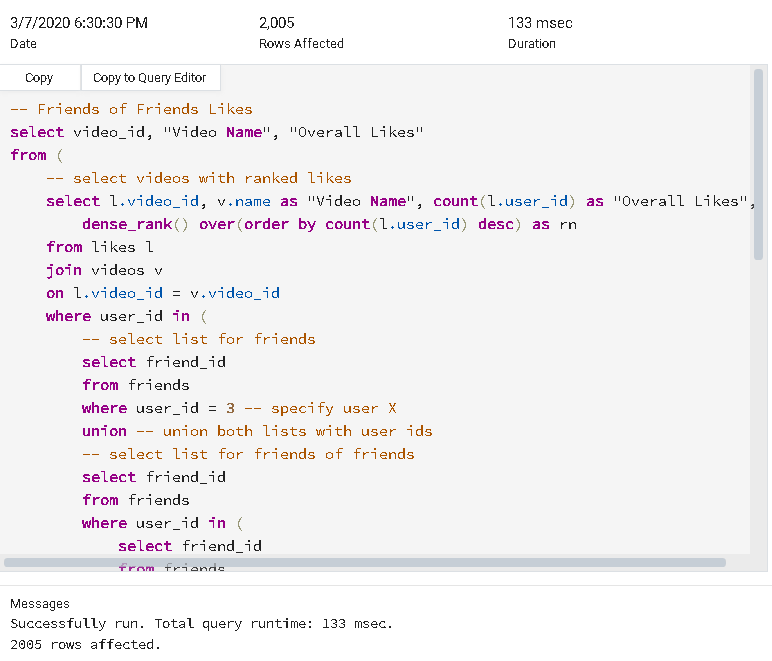 3/7/2020 6:30:30 PM 2,005 133 msec
Date Rows Affected Duration
Copy Copy to Query Editor
-- Friends of Friends Likes
select video_id, "Video Name", "Overall Likes"
from (
-- select videos with ranked likes
select l.video_id, v.name as "Video Name", count(l.user_id) as "Overall Likes",
dense_rank() over(order by count(l.user_id) desc) as rn
from likes l
join videos v
on l.video_id = v.video_id
where user_id in (
-- select list for friends
select friend_id
from friends
where user_id = 3 -- specify user X
union -- union both lists with user ids
-- select list for friends of friends
select friend_id
from friends
where user_id in (
select friend_id
from friends
Messages
Successfully run. Total query runtime: 133 msec.
2005 rows affected.